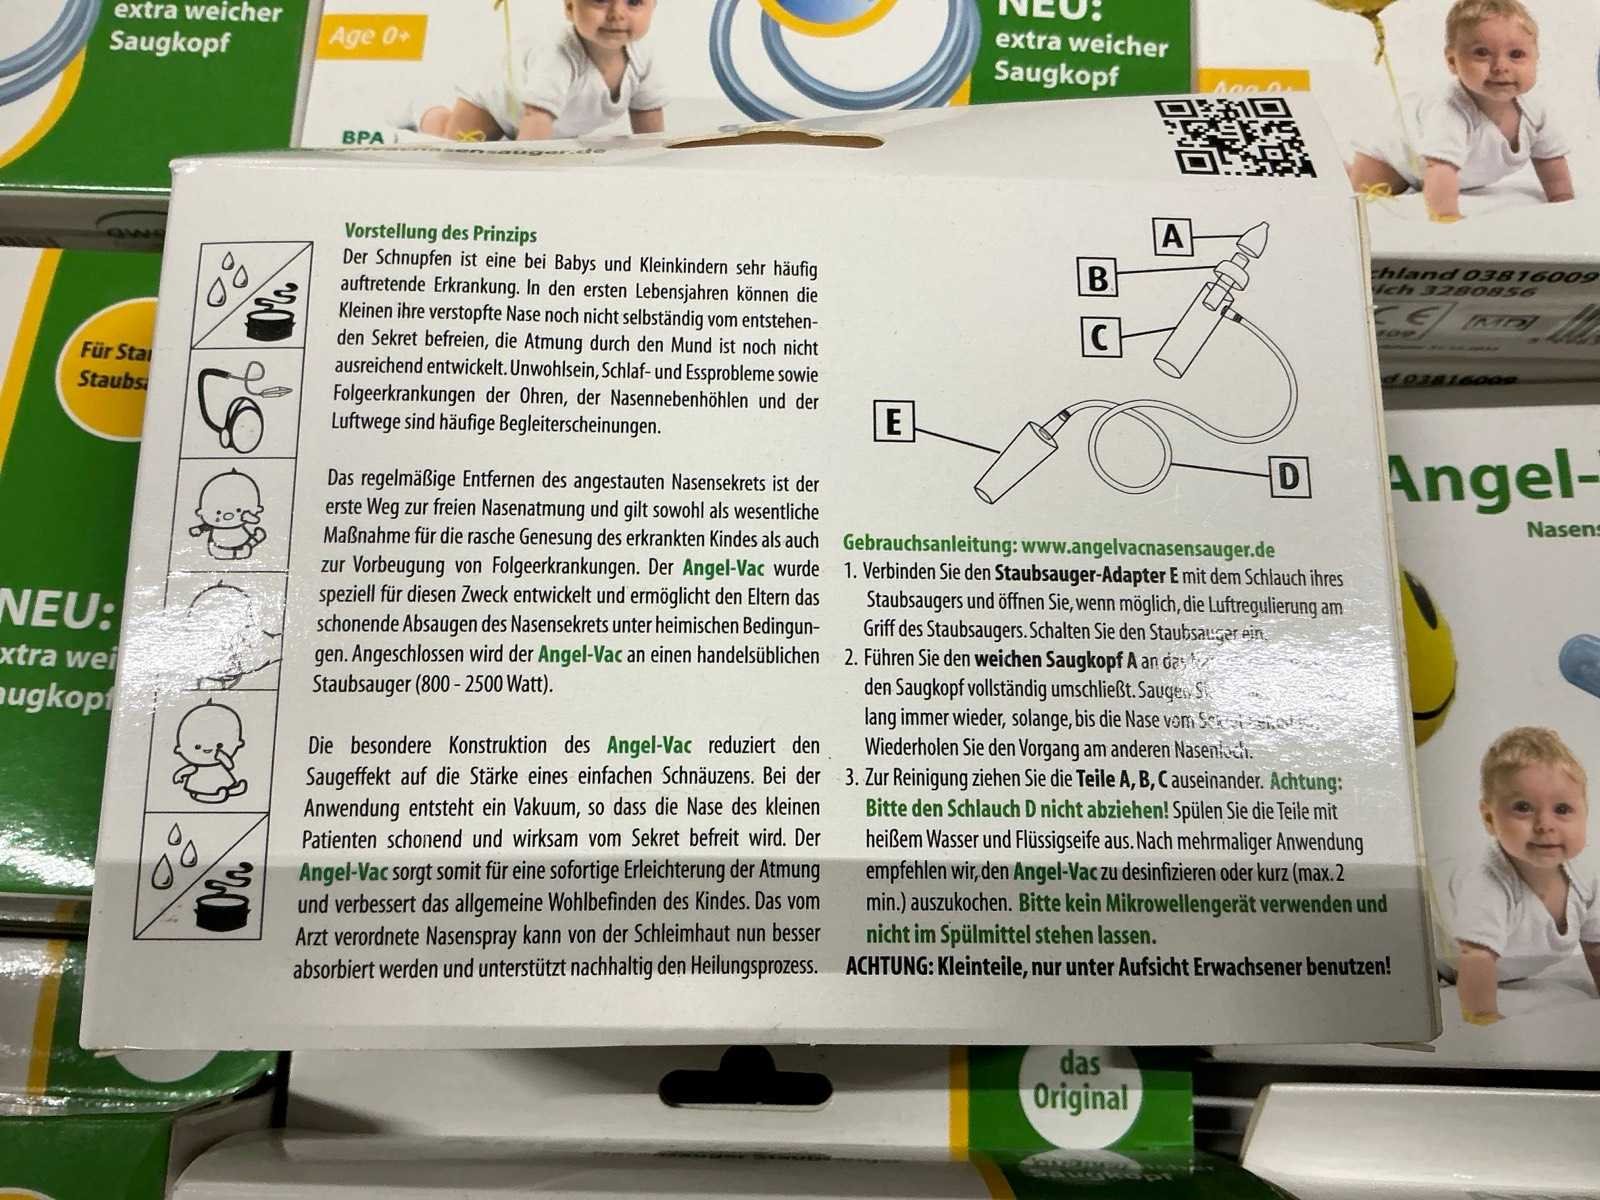 extra weicher
Saugkopf
Age 0+
BPA
NEU:
extra weicher
Saugkopf
Age 0+
angelvacnasensauger.de
Vorstellung des Prinzips
Der Schnupfen ist eine bei Babys und Kleinkindern sehr häufig
auftretende Erkrankung. In den ersten Lebensjahren können die
Kleinen ihre verstopfte Nase noch nicht selbständig vom entstehen-
den Sekret befreien, die Atmung durch den Mund ist noch nicht
ausreichend entwickelt. Unwohlsein, Schlaf- und Essprobleme sowie
Folgeerkrankungen der Ohren, der Nasennebenhöhlen und der
Luftwege sind häufige Begleiterscheinungen.
Das regelmäßige Entfernen des angestauten Nasensekrets ist der
erste Weg zur freien Nasenatmung und gilt sowohl als wesentliche
Maßnahme für die rasche Genesung des erkrankten Kindes als auch
zur Vorbeugung von Folgeerkrankungen. Der Angel-Vac wurde
speziell für diesen Zweck entwickelt und ermöglicht den Eltern das
schonende Absaugen des Nasensekrets unter heimischen Bedingun-
gen. Angeschlossen wird der Angel-Vac an einen handelsüblichen
Staubsauger (800 - 2500 Watt).
Die besondere Konstruktion des Angel-Vac reduziert den
Saugeffekt auf die Stärke eines einfachen Schnäuzens. Bei der
Anwendung entsteht ein Vakuum, so dass die Nase des kleinen
Patienten schonend und wirksam vom Sekret befreit wird. Der
Angel-Vac sorgt somit für eine sofortige Erleichterung der Atmung
und verbessert das allgemeine Wohlbefinden des Kindes. Das vom
Arzt verordnete Nasenspray kann von der Schleimhaut nun besser
absorbiert werden und unterstützt nachhaltig den Heilungsprozess.
A
B
C
E
D
Gebrauchsanleitung: www.angelvacnasensauger.de
1. Verbinden Sie den Staubsauger-Adapter E mit dem Schlauch ihres
Staubsaugers und öffnen Sie, wenn möglich, die Luftregulierung am
Griff des Staubsaugers. Schalten Sie den Staubsauger ein.
2. Führen Sie den weichen Saugkopf A an das
den Saugkopf vollständig umschließt. Saugen
lang immer wieder, solange, bis die Nase vom
Wiederholen Sie den Vorgang am anderen Nasenloch.
3. Zur Reinigung ziehen Sie die Teile A, B, C auseinander. Achtung:
Bitte den Schlauch D nicht abziehen! Spülen Sie die Teile mit
heißem Wasser und Flüssigseife aus. Nach mehrmaliger Anwendung
empfehlen wir, den Angel-Vac zu desinfizieren oder kurz (max. 2
min.) auszukochen. Bitte kein Mikrowellengerät verwenden und
nicht im Spülmittel stehen lassen.
ACHTUNG: Kleinteile, nur unter Aufsicht Erwachsener benutzen!
Für
NEU:
03816009
3280856
CE
MD
03816009
Angel-
das
Original